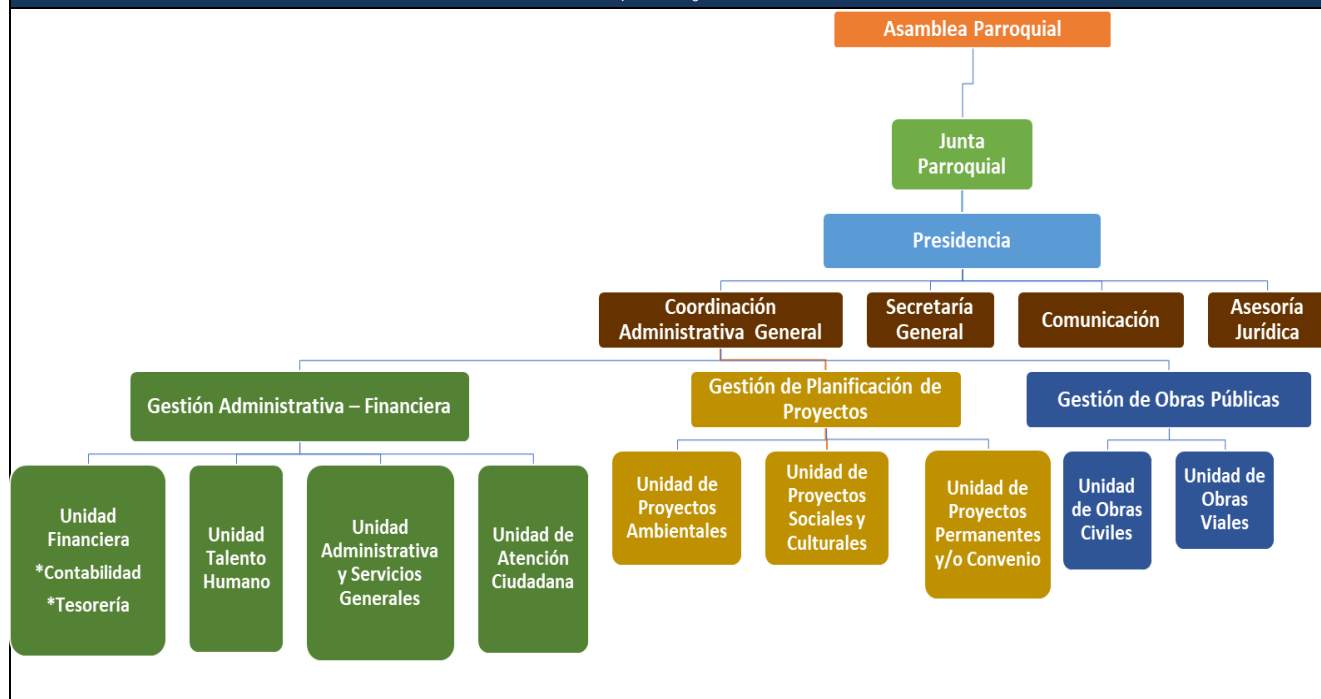 Asamblea Parroquial
Junta
Parroquial
Presidencia
Coordinación
Administrativa General
Secretaría
General
Comunicación
Asesoría
Jurídica
Gestión Administrativa – Financiera
Gestión de Planificación de
Proyectos
Gestión de Obras Públicas
Unidad
Financiera
*Contabilidad
*Tesorería
Unidad
Talento
Humano
Unidad
Administrativa
y Servicios
Generales
Unidad de
Atención
Ciudadana
Unidad de
Proyectos
Ambientales
Unidad de
Proyectos
Sociales y
Culturales
Unidad de
Proyectos
Permanentes
y/o Convenio
Unidad
de Obras
Civiles
Unidad de
Obras
Viales